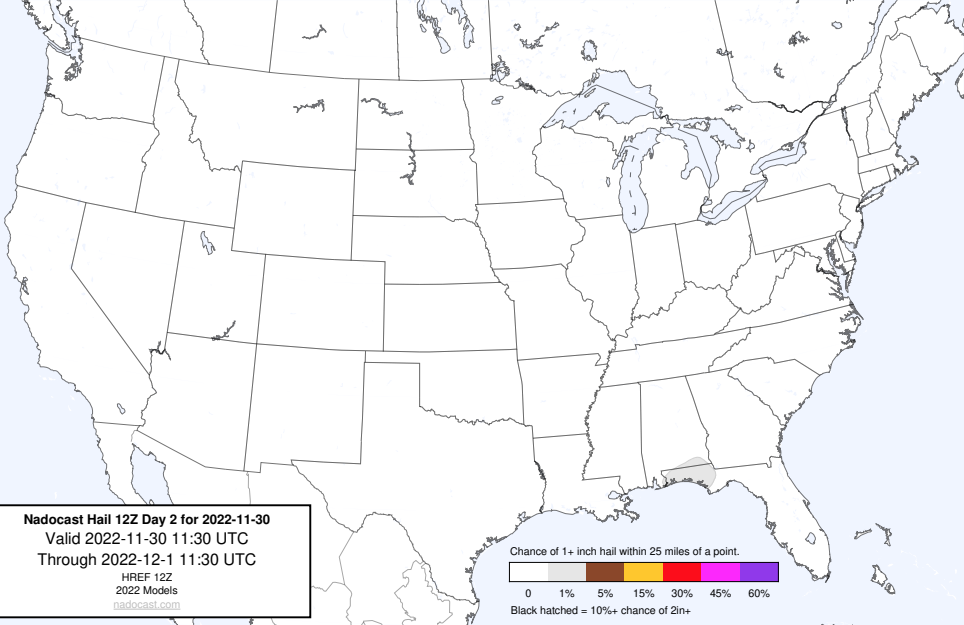 Nadocast Hail 12Z Day 2 for 2022-11-30
Valid 2022-11-30 11:30 UTC
Through 2022-12-1 11:30 UTC
HREF 12Z
2022 Models
nadocast.com
Chance of 1+ inch hail within 25 miles of a point.
0 1% 5% 15% 30% 45% 60%
Black hatched = 10%+ chance of 2in+